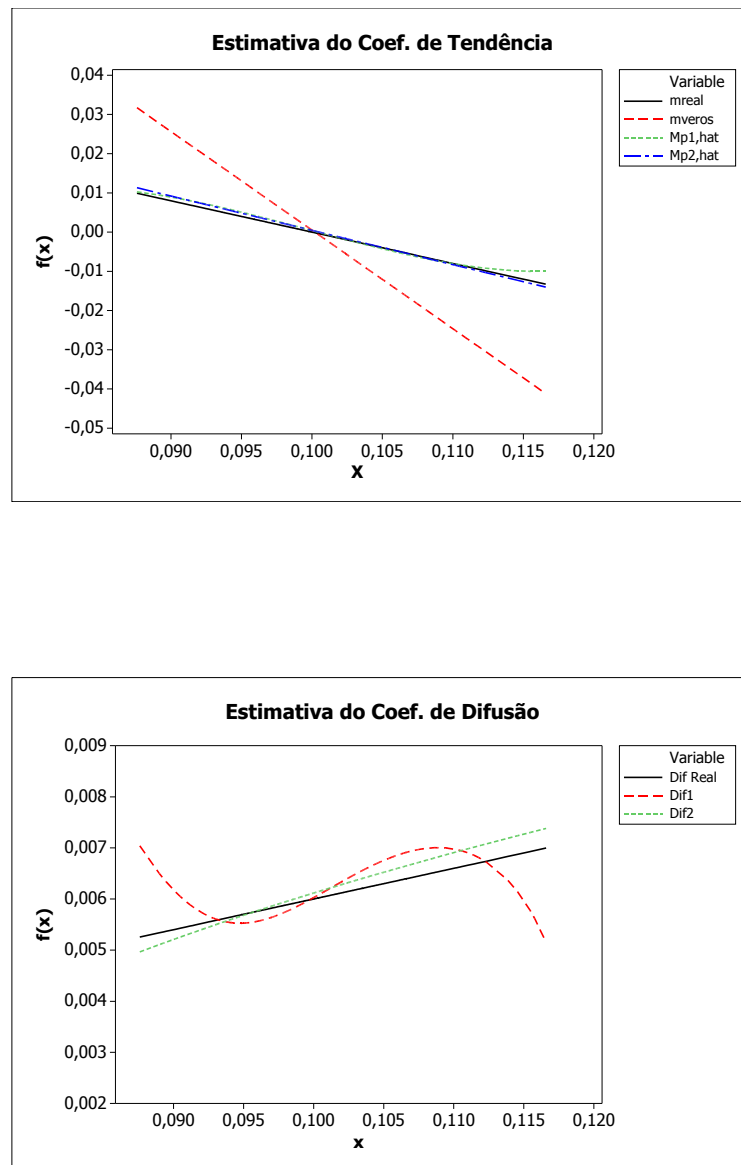 Estimativa do Coef. de Tendência
0,04
0,03
0,02
0,01
0,00
-0,01
-0,02
-0,03
-0,04
-0,05
f(x)
0,090 0,095 0,100 0,105 0,110 0,115 0,120
X
Variable
mreal
mveros
Mp1,hat
Mp2,hat
Estimativa do Coef. de Difusão
0,009
0,008
0,007
0,006
0,005
0,004
0,003
0,002
f(x)
0,090 0,095 0,100 0,105 0,110 0,115 0,120
x
Variable
Dif Real
Dif1
Dif2